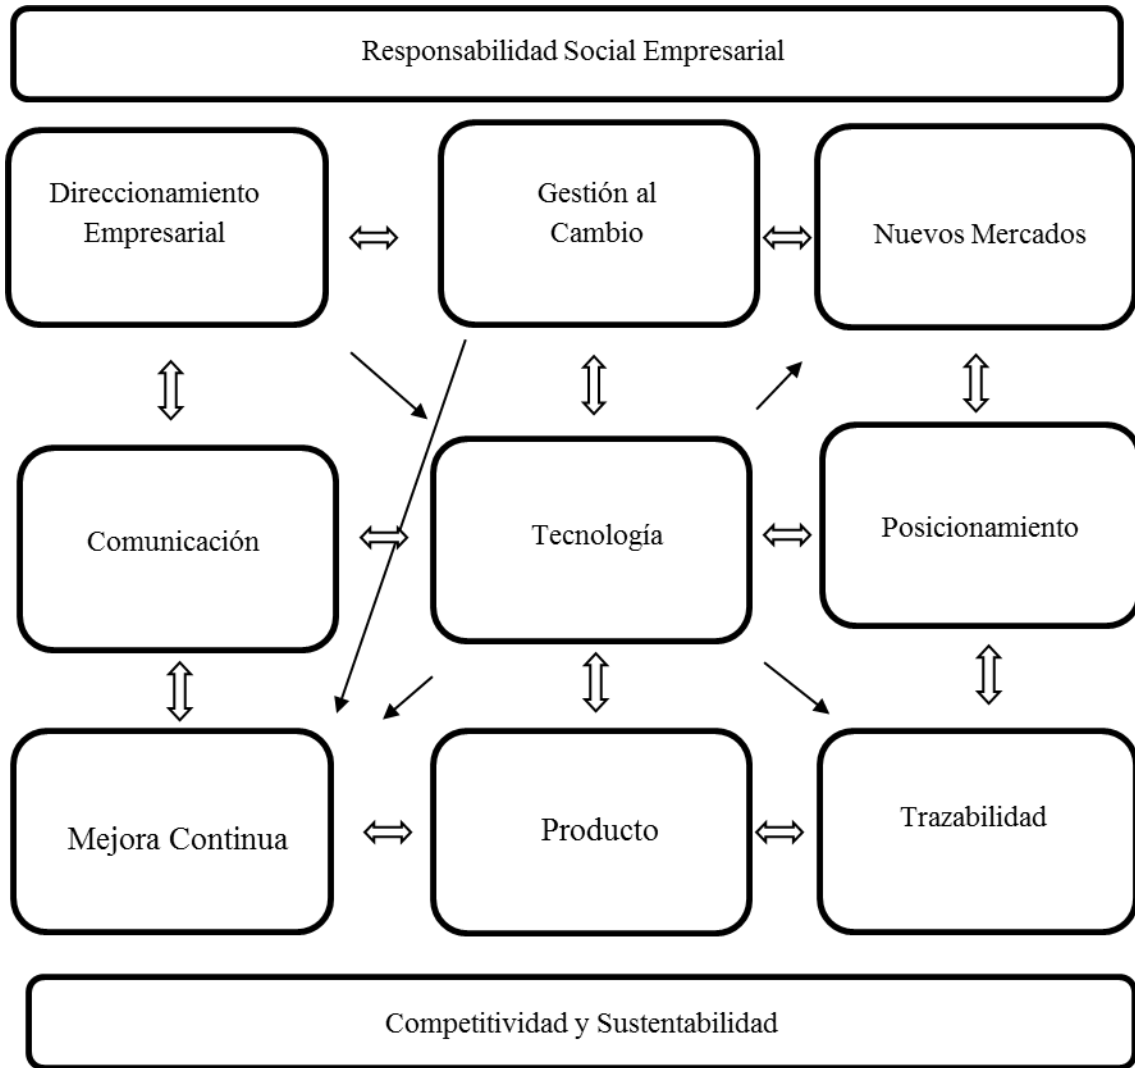 Responsabilidad Social Empresarial
Direccionamiento
Empresarial
Gestión al
Cambio
Nuevos Mercados
Comunicación
Tecnología
Posicionamiento
Mejora Continua
Producto
Trazabilidad
Competitividad y Sustentabilidad